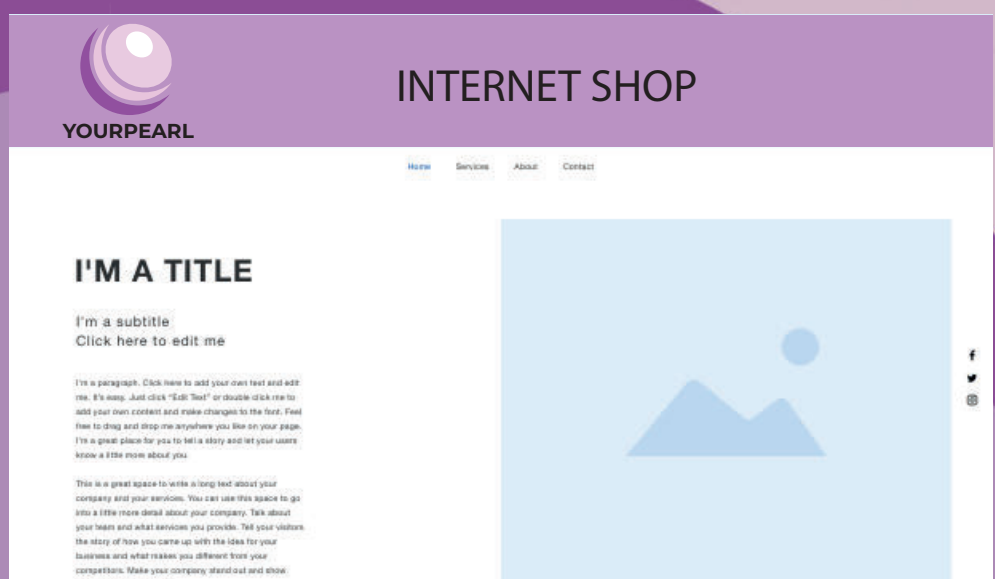 INTERNET SHOP
YOURPEARL
Home Services About Contact
I'M A TITLE
I'm a subtitle
Click here to edit me
I'm a paragraph. Click here to add your own text and edit
me. It's easy. Just click "Edit Text" or double click me to
add your own content and make changes to the font. Feel
free to drag and drop me anywhere you like on your page.
I'm a great place for you to tell a story and let your users
know a little more about you.
This is a great space to write a long text about your
company and your services. You can use this space to go
into a little more detail about your company. Talk about
your team and what services you provide. Tell your visitors
the story of how you came up with the idea for your
business and what makes you different from your
competitors. Make your company stand out and show